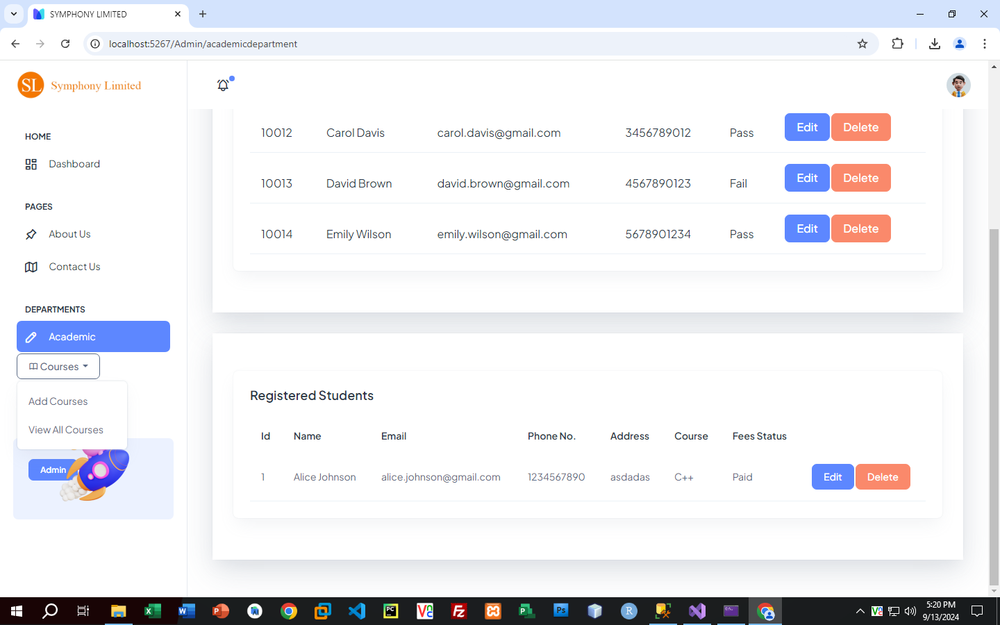 SYMPHONY LIMITED
localhost:5267/Admin/academicdepartment
SL Symphony Limited
HOME
Dashboard
PAGES
About Us
Contact Us
DEPARTMENTS
Academic
Courses
Add Courses
View All Courses
Admin
10012 Carol Davis carol.davis@gmail.com 3456789012 Pass Edit Delete
10013 David Brown david.brown@gmail.com 4567890123 Fail Edit Delete
10014 Emily Wilson emily.wilson@gmail.com 5678901234 Pass Edit Delete
Registered Students
Id Name Email Phone No. Address Course Fees Status
1 Alice Johnson alice.johnson@gmail.com 1234567890 asdadas C++ Paid Edit Delete
5:20 PM
9/13/2024